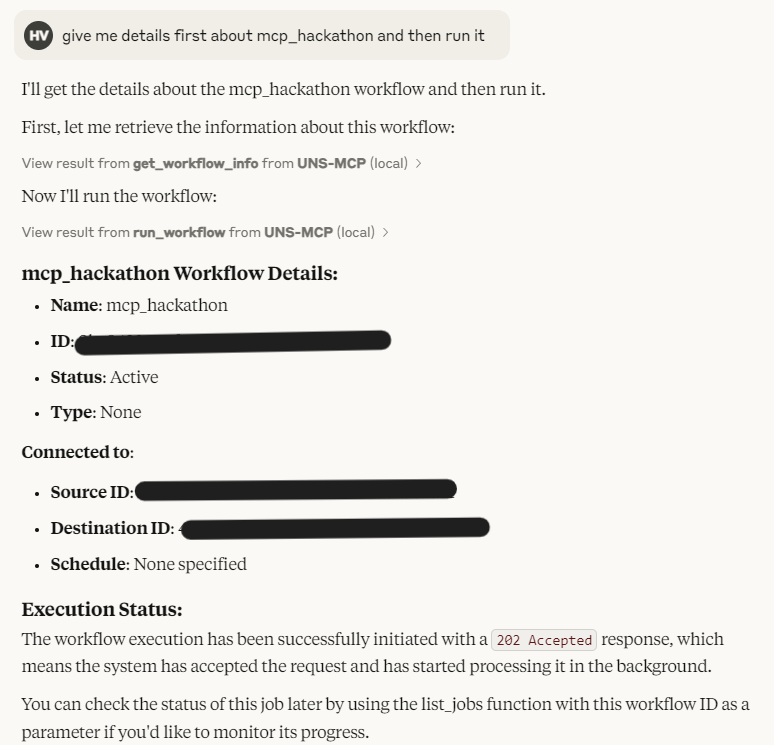 HV give me details first about mcp_hackathon and then run it
I'll get the details about the mcp_hackathon workflow and then run it.
First, let me retrieve the information about this workflow:
View result from get_workflow_info from UNS-MCP (local) >
Now I'll run the workflow:
View result from run_workflow from UNS-MCP (local) >
mcp_hackathon Workflow Details:
• Name: mcp_hackathon
• ID:
• Status: Active
• Type: None
Connected to:
• Source ID:
• Destination ID:
• Schedule: None specified
Execution Status:
The workflow execution has been successfully initiated with a 202 Accepted response, which
means the system has accepted the request and has started processing it in the background.
You can check the status of this job later by using the list_jobs function with this workflow ID as a
parameter if you'd like to monitor its progress.